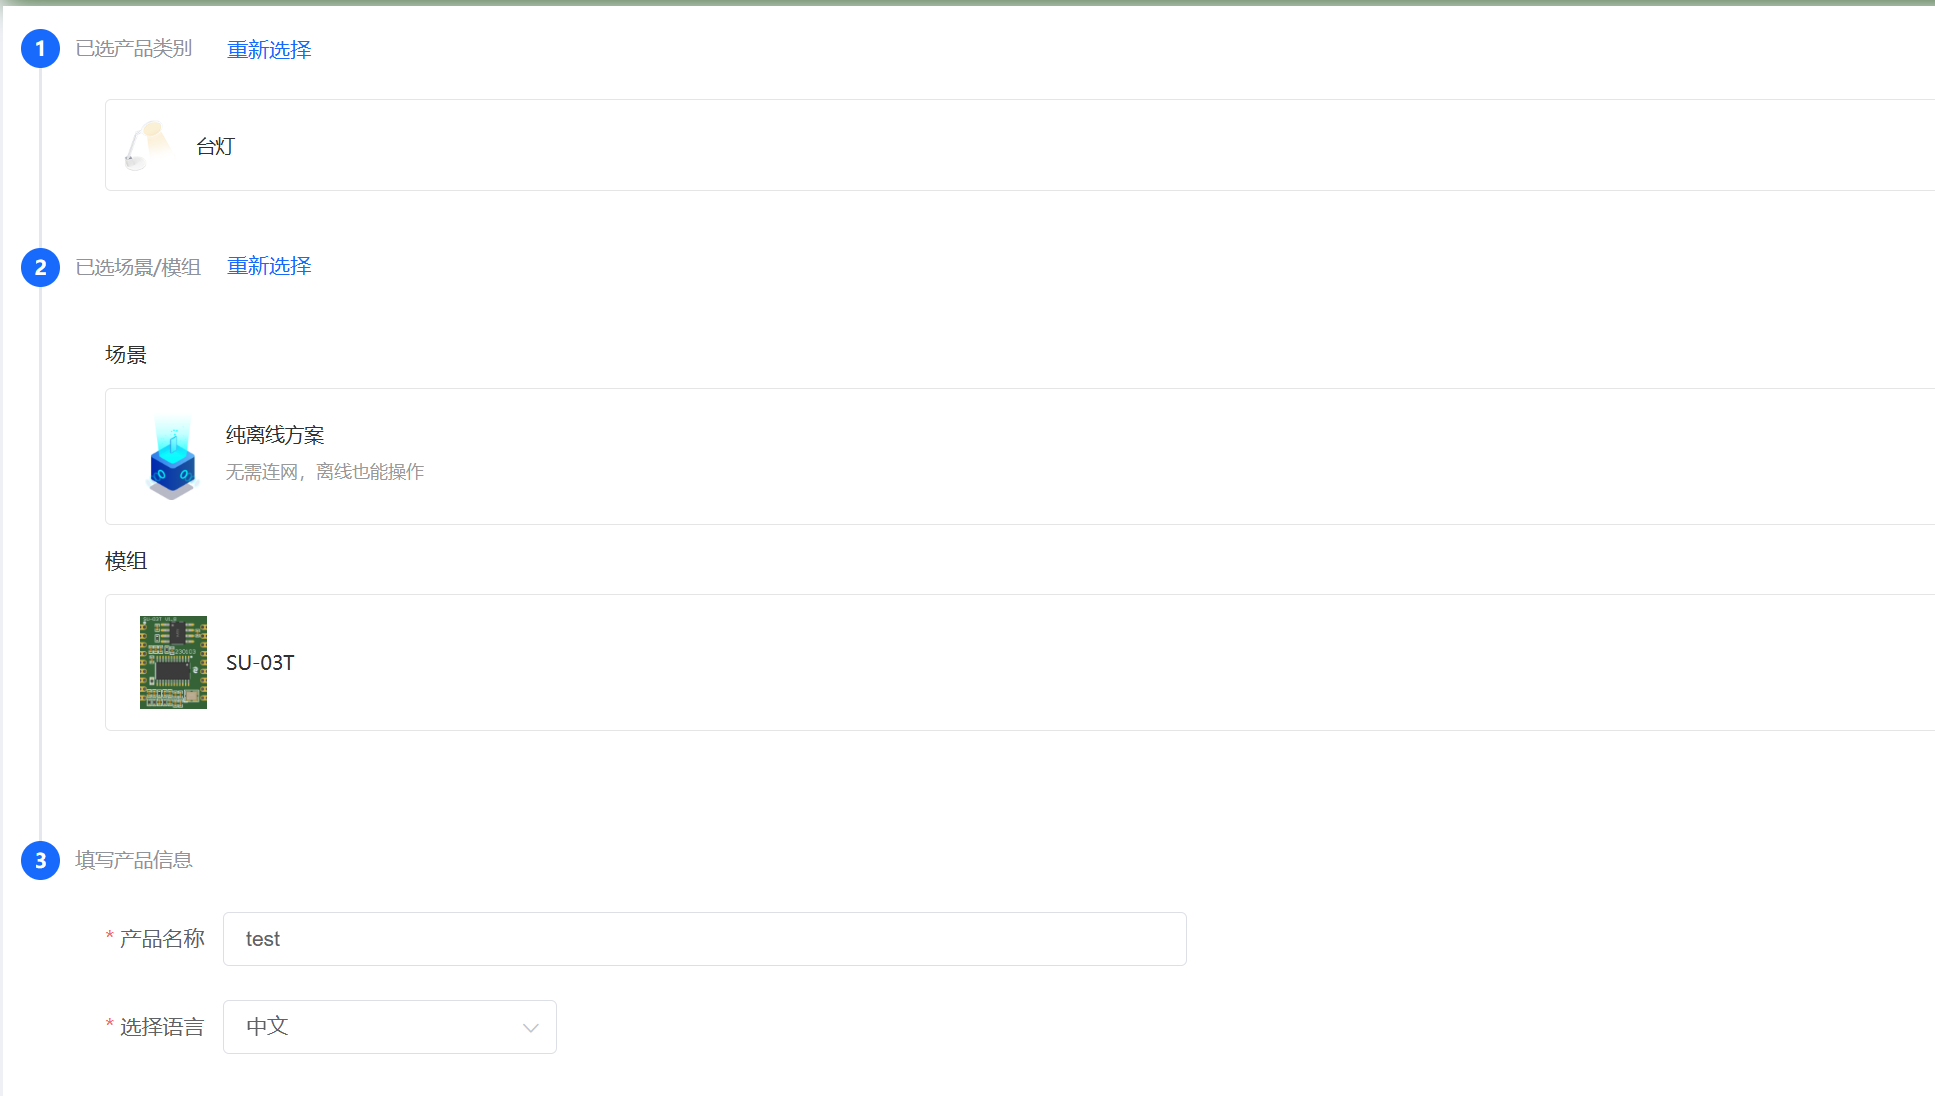 1 已选产品类别 重新选择
台灯
2 已选场景/模组 重新选择
场景
纯离线方案
无需连网，离线也能操作
模组
SU-03T
3 填写产品信息
* 产品名称 test
* 选择语言 中文